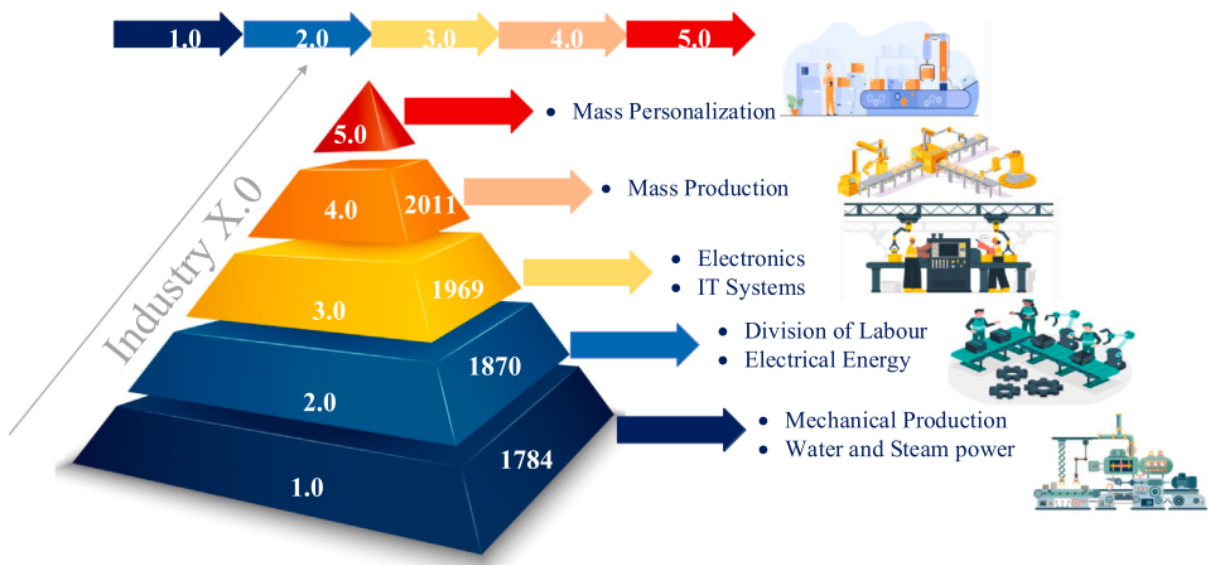 1.0 2.0 3.0 4.0 5.0
Industry X.0
5.0
• Mass Personalization
4.0 2011
• Mass Production
3.0 1969
• Electronics
• IT Systems
2.0 1870
• Division of Labour
• Electrical Energy
1.0 1784
• Mechanical Production
• Water and Steam power